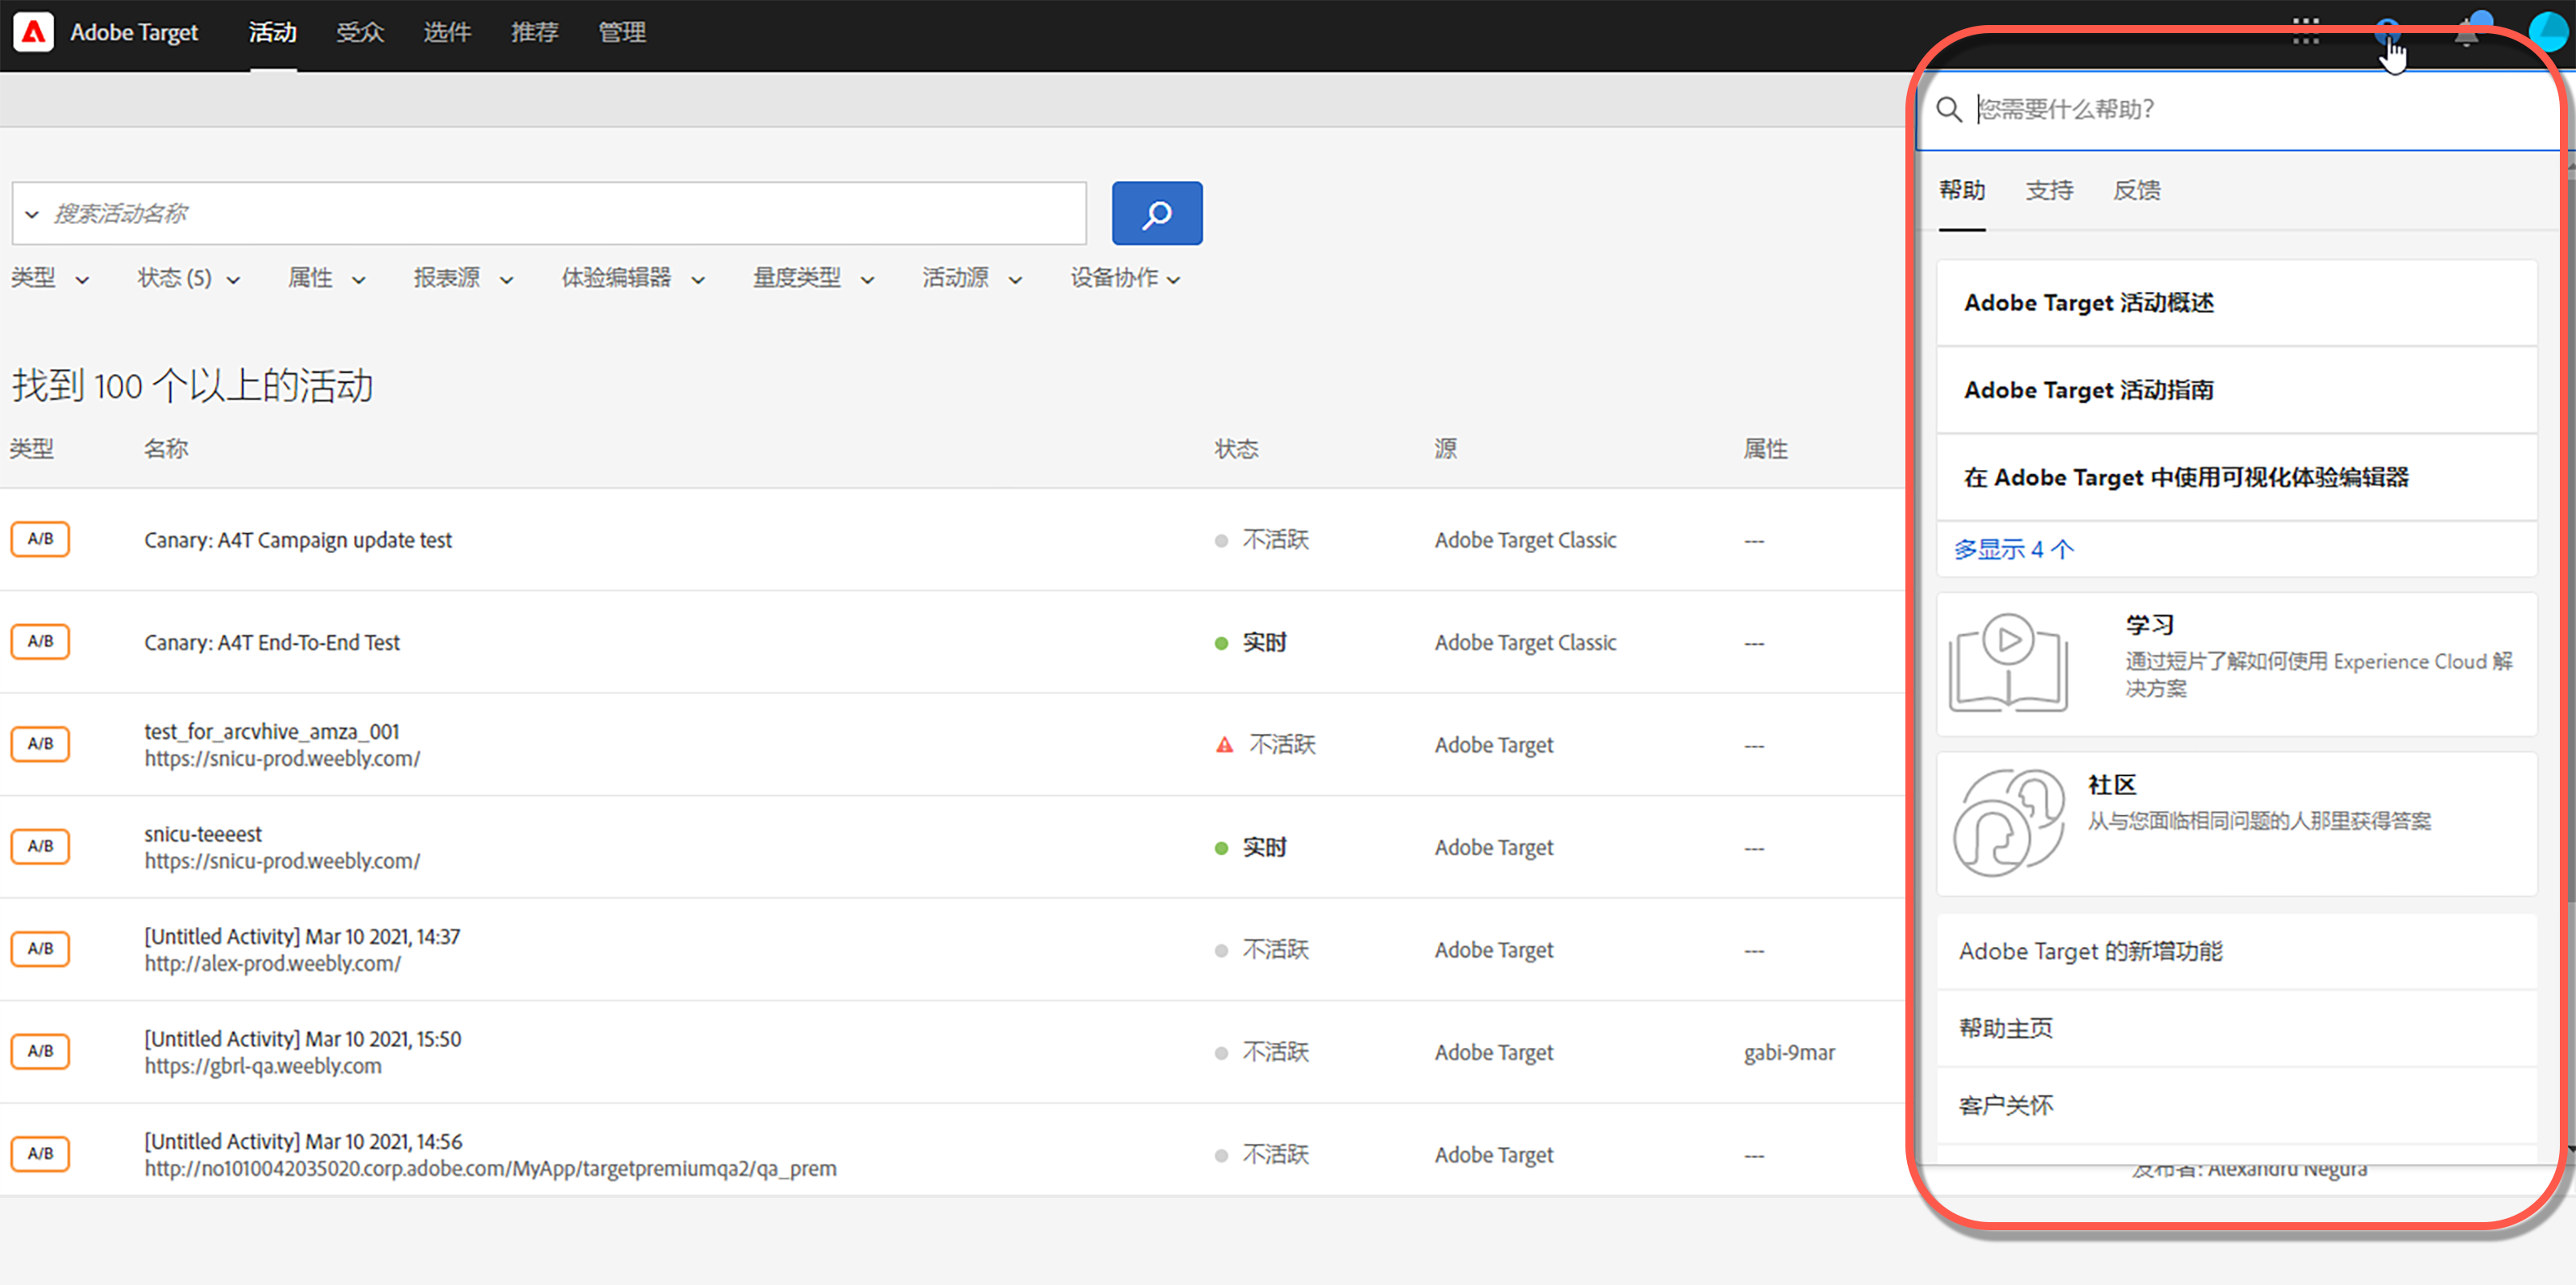 Adobe Target 活动 受众 选件 推荐 管理
您需要什么帮助?
帮助 支持 反馈
搜索活动名称
类型 状态 (5) 属性 报表源 体验编辑器 量度类型 活动源 设备协作
找到 100 个以上的活动
类型 名称 状态 源 属性
A/B Canary: A4T Campaign update test 不活跃 Adobe Target Classic ---
A/B Canary: A4T End-To-End Test 实时 Adobe Target Classic ---
A/B test_for_arcvhive_amza_001 不活跃 Adobe Target ---
https://snicu-prod.weebly.com/
A/B snicu-teeeest 实时 Adobe Target ---
https://snicu-prod.weebly.com/
A/B [Untitled Activity] Mar 10 2021, 14:37 不活跃 Adobe Target ---
http://alex-prod.weebly.com/
A/B [Untitled Activity] Mar 10 2021, 15:50 不活跃 Adobe Target gabi-9mar
https://gbrl-qa.weebly.com
A/B [Untitled Activity] Mar 10 2021, 14:56 不活跃 Adobe Target ---
http://no1010042035020.corp.adobe.com/MyApp/targetpremiumqa2/qa_prem
Adobe Target 活动概述
Adobe Target 活动指南
在 Adobe Target 中使用可视化体验编辑器
多显示 4 个
学习
通过短片了解如何使用 Experience Cloud 解
决方案
社区
从与您面临相同问题的人那里获得答案
Adobe Target 的新增功能
帮助主页
客户关怀
发布者: Alexandru Negura